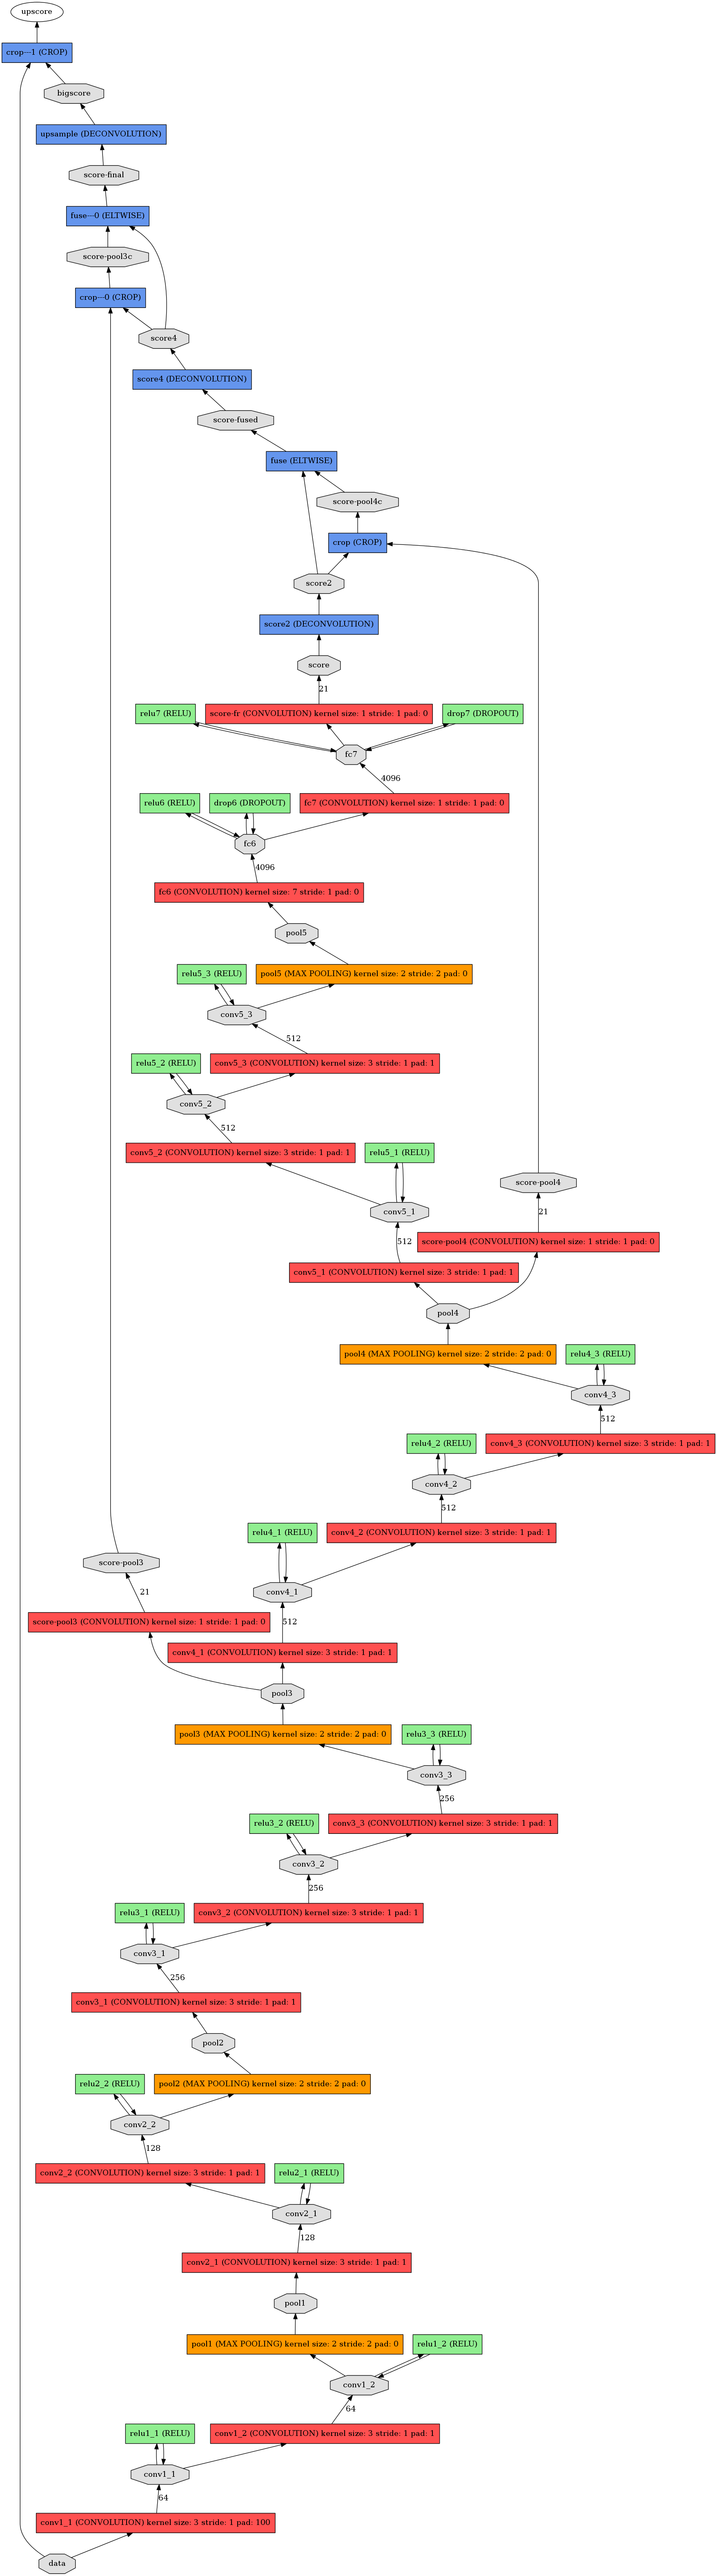 upscore
crop—1 (CROP)
bigscore
upsample (DECONVOLUTION)
score-final
fuse—0 (ELTWISE)
score-pool3c
crop—0 (CROP)
score4
score4 (DECONVOLUTION)
score-fused
fuse (ELTWISE)
score-pool4c
crop (CROP)
score2
score2 (DECONVOLUTION)
score
21
relu7 (RELU)
score-fr (CONVOLUTION) kernel size: 1 stride: 1 pad: 0
drop7 (DROPOUT)
fc7
4096
relu6 (RELU)
drop6 (DROPOUT)
fc7 (CONVOLUTION) kernel size: 1 stride: 1 pad: 0
fc6
4096
fc6 (CONVOLUTION) kernel size: 7 stride: 1 pad: 0
pool5
relu5_3 (RELU)
pool5 (MAX POOLING) kernel size: 2 stride: 2 pad: 0
conv5_3
512
relu5_2 (RELU)
conv5_3 (CONVOLUTION) kernel size: 3 stride: 1 pad: 1
conv5_2
512
conv5_2 (CONVOLUTION) kernel size: 3 stride: 1 pad: 1
relu5_1 (RELU)
score-pool4
conv5_1
21
512
score-pool4 (CONVOLUTION) kernel size: 1 stride: 1 pad: 0
conv5_1 (CONVOLUTION) kernel size: 3 stride: 1 pad: 1
pool4
pool4 (MAX POOLING) kernel size: 2 stride: 2 pad: 0
relu4_3 (RELU)
conv4_3
512
relu4_2 (RELU)
conv4_3 (CONVOLUTION) kernel size: 3 stride: 1 pad: 1
conv4_2
512
relu4_1 (RELU)
conv4_2 (CONVOLUTION) kernel size: 3 stride: 1 pad: 1
score-pool3
conv4_1
21
512
score-pool3 (CONVOLUTION) kernel size: 1 stride: 1 pad: 0
conv4_1 (CONVOLUTION) kernel size: 3 stride: 1 pad: 1
pool3
pool3 (MAX POOLING) kernel size: 2 stride: 2 pad: 0
relu3_3 (RELU)
conv3_3
256
relu3_2 (RELU)
conv3_3 (CONVOLUTION) kernel size: 3 stride: 1 pad: 1
conv3_2
256
relu3_1 (RELU)
conv3_2 (CONVOLUTION) kernel size: 3 stride: 1 pad: 1
conv3_1
256
conv3_1 (CONVOLUTION) kernel size: 3 stride: 1 pad: 1
pool2
relu2_2 (RELU)
pool2 (MAX POOLING) kernel size: 2 stride: 2 pad: 0
conv2_2
128
conv2_2 (CONVOLUTION) kernel size: 3 stride: 1 pad: 1
relu2_1 (RELU)
conv2_1
128
conv2_1 (CONVOLUTION) kernel size: 3 stride: 1 pad: 1
pool1
pool1 (MAX POOLING) kernel size: 2 stride: 2 pad: 0
relu1_2 (RELU)
conv1_2
64
relu1_1 (RELU)
conv1_2 (CONVOLUTION) kernel size: 3 stride: 1 pad: 1
conv1_1
64
conv1_1 (CONVOLUTION) kernel size: 3 stride: 1 pad: 100
data